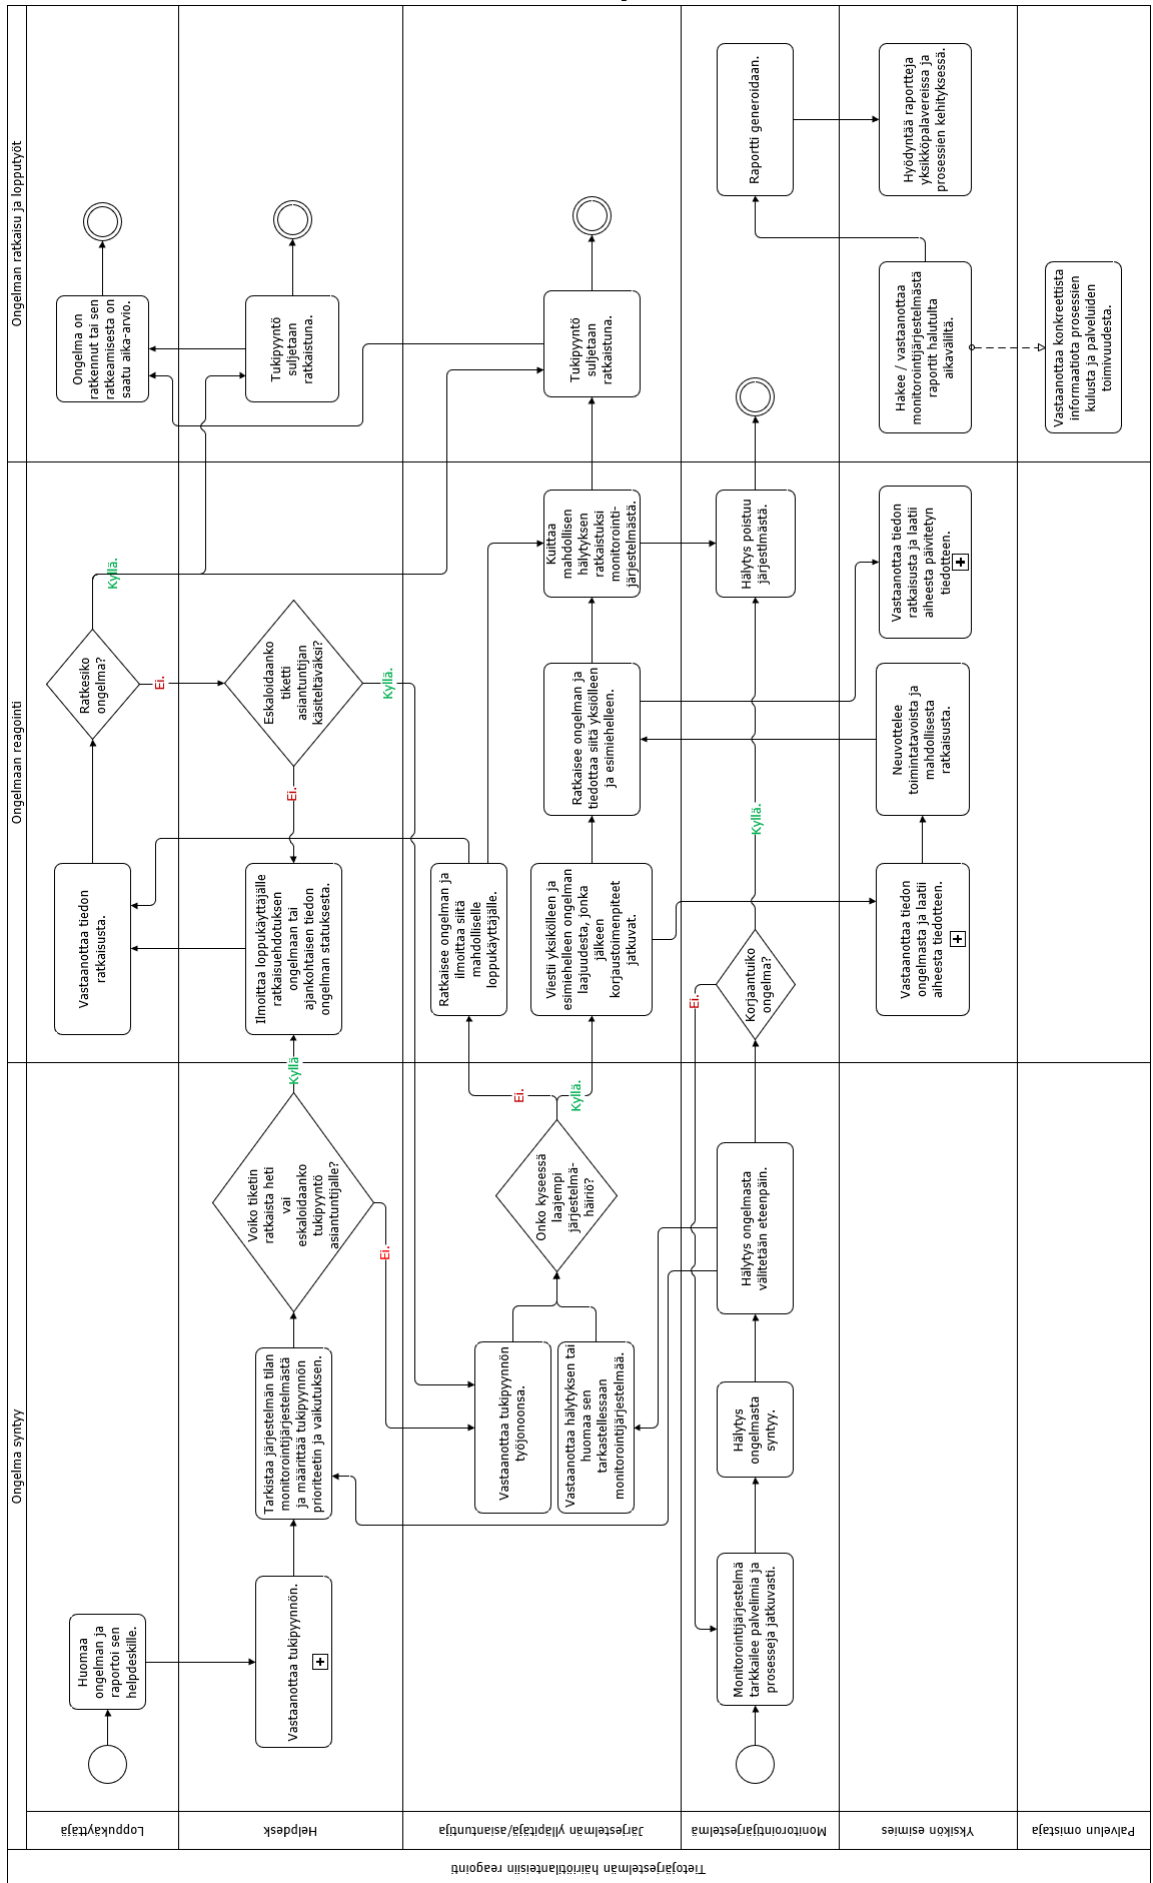 Tietojärjestelmän häiriötilanteisiin reagointi
Ongelma syntyy
Ongelmaan reagointi
Ongelman ratkaisu ja lopputyöt
Loppukäyttäjä
Huomaa
ongelman ja
raportoi sen
helpdeskille.
Vastaanottaa tiedon
ratkaisusta.
Ratkesiko
ongelma?
Kyllä.
Ei.
Ongelma on
ratkennut tai sen
ratkeamisesta on
saatu aika-arvio.
Helpdesk
Vastaanottaa tukipyynnön.
Tarkistaa järjestelmän tilan
monitorointijärjestelmästä
ja määrittää tukipyynnön
prioriteetin ja vaikutuksen.
Voiko tiketin
ratkaista heti
vai
eskaloidaanko
tukipyyntö
asiantuntijalle?
Kyllä
Ei.
Ilmoittaa loppukäyttäjälle
ratkaisuehdotuksen
ongelmaan tai
ajankohtaisen tiedon
ongelman statuksesta.
Ei.
Eskaloidaanko
tiketti
asiantuntijan
käsiteltäväksi?
Kyllä.
Tukipyyntö
suljetaan
ratkaistuna.
Järjestelmän ylläpitäjä/asiantuntija
Vastaanottaa tukipyynnön
työjonoonsa.
Vastaanottaa hälytyksen tai
huomaa sen
tarkastellessaan
monitorointijärjestelmää.
Onko kyseessä
laajempi
järjestelmä-
häiriö?
Ei.
Kyllä.
Ratkaisee ongelman ja
ilmoittaa siitä
mahdolliselle
loppukäyttäjälle.
Viestii yksikölleen ja
esimiehelleen ongelman
laajuudesta, jonka
jälkeen
korjaustoimenpiteet
jatkuvat.
Ratkaisee ongelman ja
tiedottaa siitä yksiölleen
ja esimiehelleen.
Kuittaa
mahdollisen
hälytyksen
ratkaistuksi
monitorointi-
järjestelmästä.
Tukipyyntö
suljetaan
ratkaistuna.
Monitorointijärjestelmä
Monitorointijärjestelmä
tarkkailee palvelimia ja
prosesseja jatkuvasti.
Hälytys
ongelmasta
syntyy.
Hälytys ongelmasta
välitetään eteenpäin.
Korjaantuiko
ongelma?
Ei.
Kyllä.
Hälytys poistuu
järjestlmästä.
Raportti generoidaan.
Yksikön esimies
Vastaanottaa tiedon
ongelmasta ja laatii
aiheesta tiedotteen.
Neuvottelee
toimintatavoista ja
mahdollisesta
ratkaisusta.
Vastaanottaa tiedon
ratkaisusta ja laatii
aiheesta päivitetyn
tiedotteen.
Hakee / vastaanottaa
monitorointijärjestelmästä
raportit halutulta
aikaväliltä.
Hyödyntää raportteja
yksikköpalavereissa ja
prosessien kehityksessä.
Palvelun omistaja
Vastaanottaa konkreettista
informaatiota prosessien
kulusta ja palveluiden
toimivuudesta.